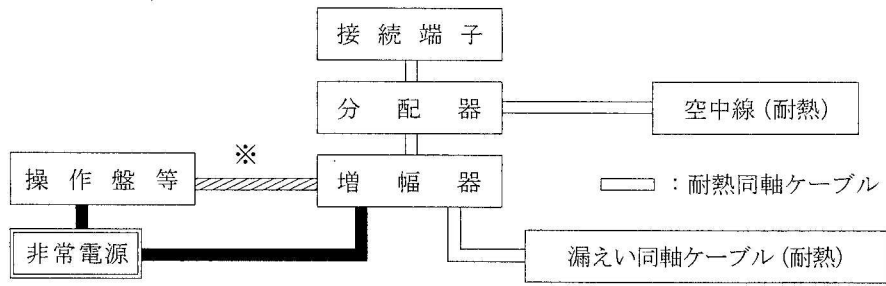 接続端子
分配器
空中線(耐熱)
※
操作盤等
増幅器
：耐熱同軸ケーブル
非常電源
漏えい同軸ケーブル(耐熱)